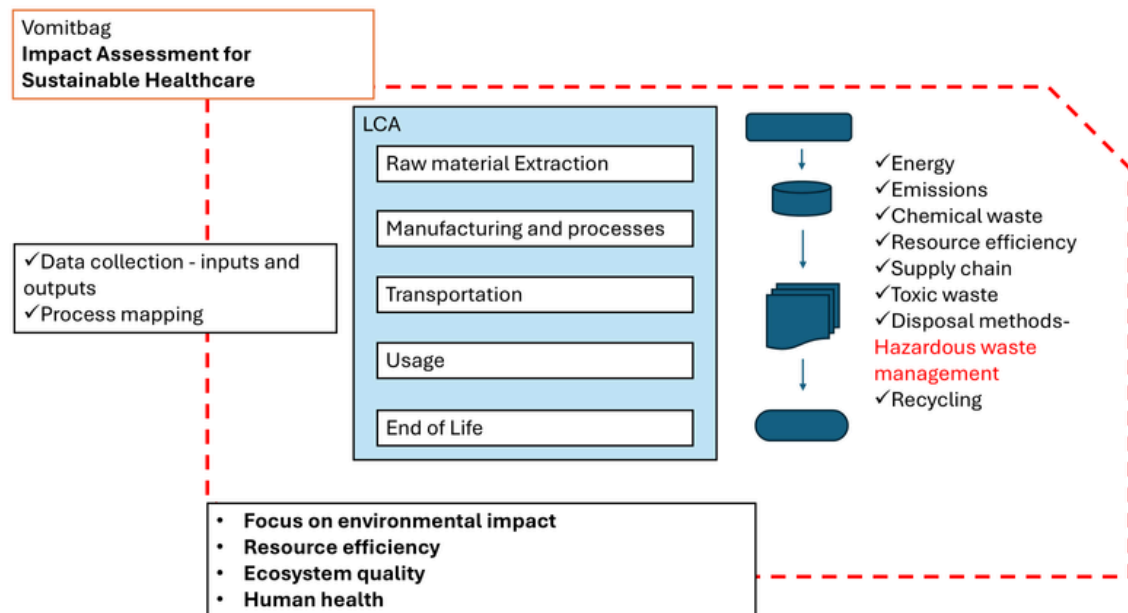 Vomitbag
Impact Assessment for
Sustainable Healthcare
LCA
Raw material Extraction
Manufacturing and processes
Transportation
Usage
End of Life
✓Energy
✓Emissions
✓Chemical waste
✓Resource efficiency
✓Supply chain
✓Toxic waste
✓Disposal methods-
Hazardous waste
management
✓Recycling
✓Data collection - inputs and
outputs
✓Process mapping
• Focus on environmental impact
• Resource efficiency
• Ecosystem quality
• Human health